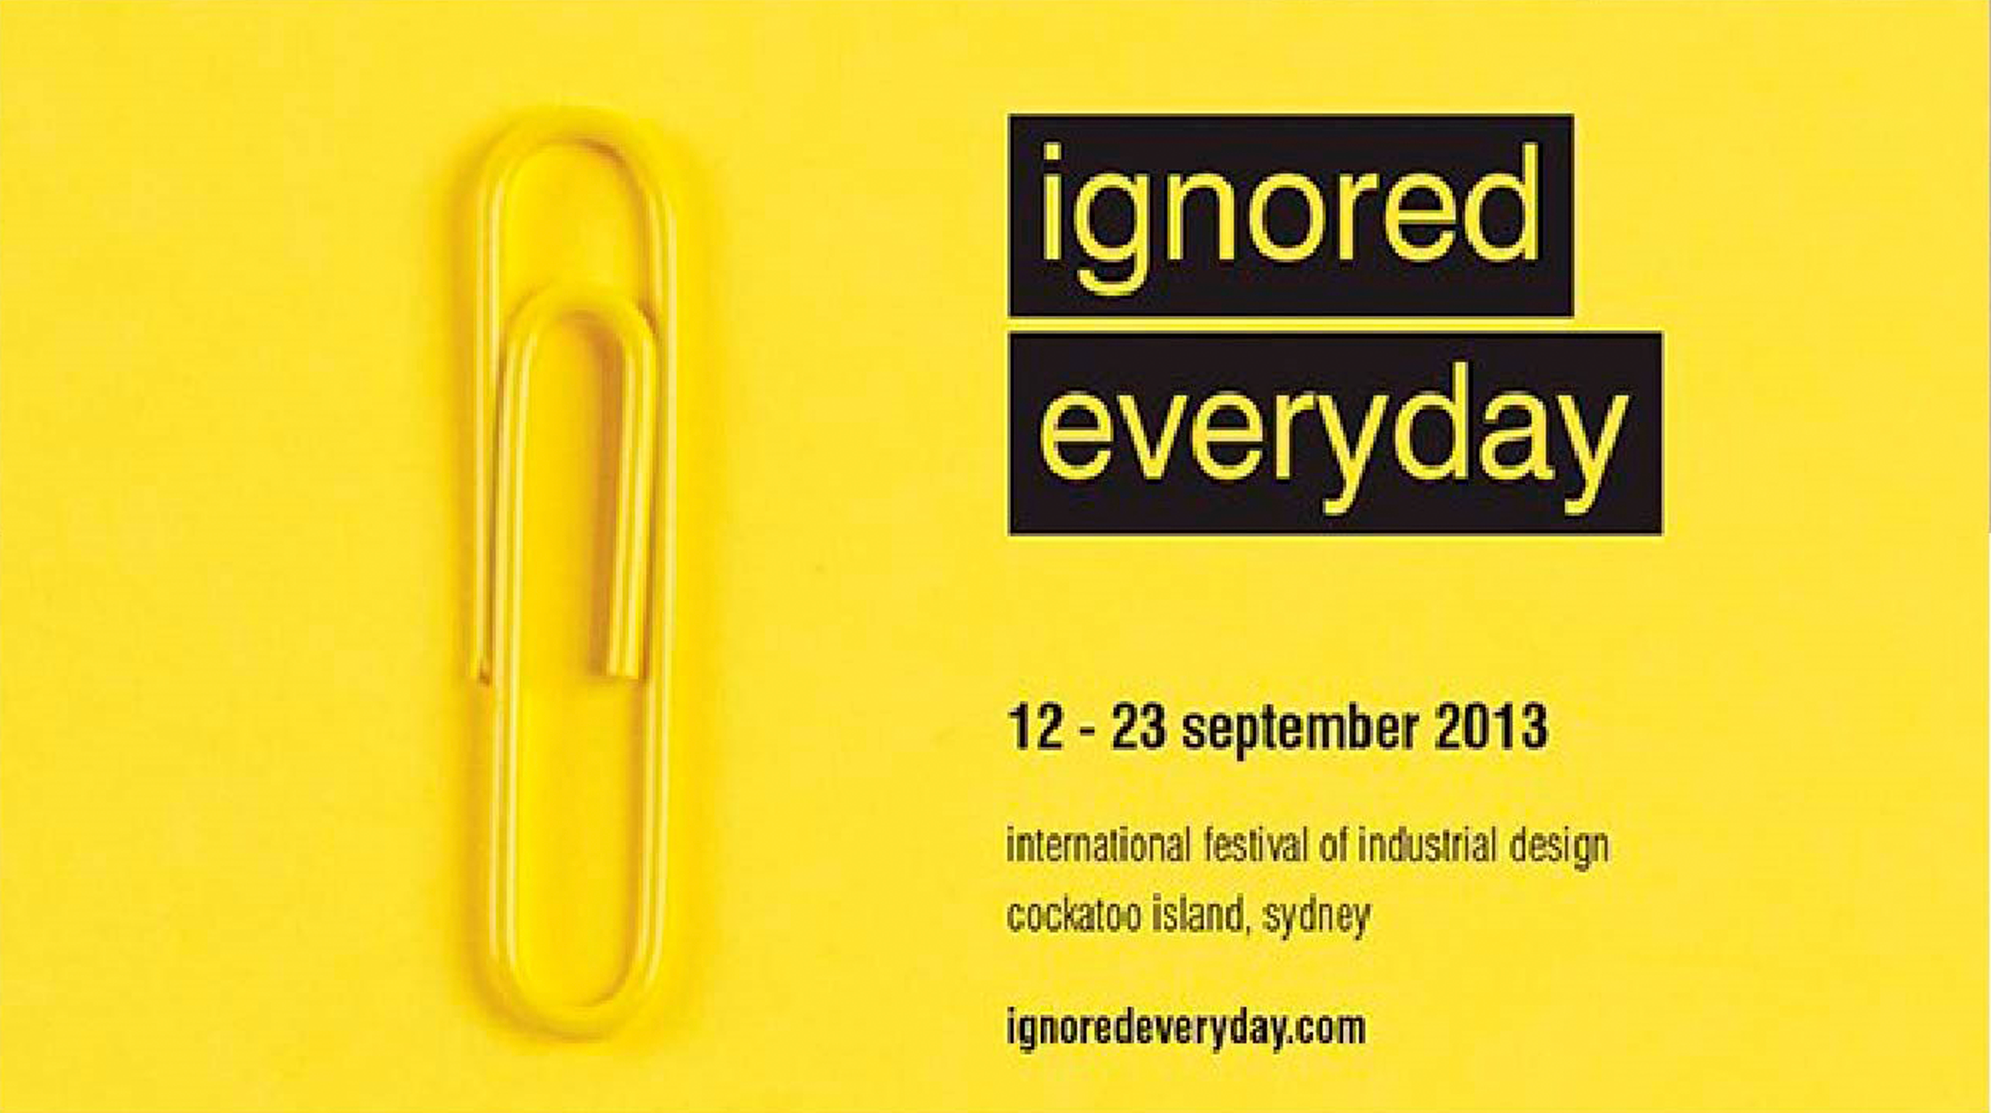 ignored
everyday
12 - 23 september 2013
international festival of industrial design
cockatoo island, sydney
ignoredeveryday.com